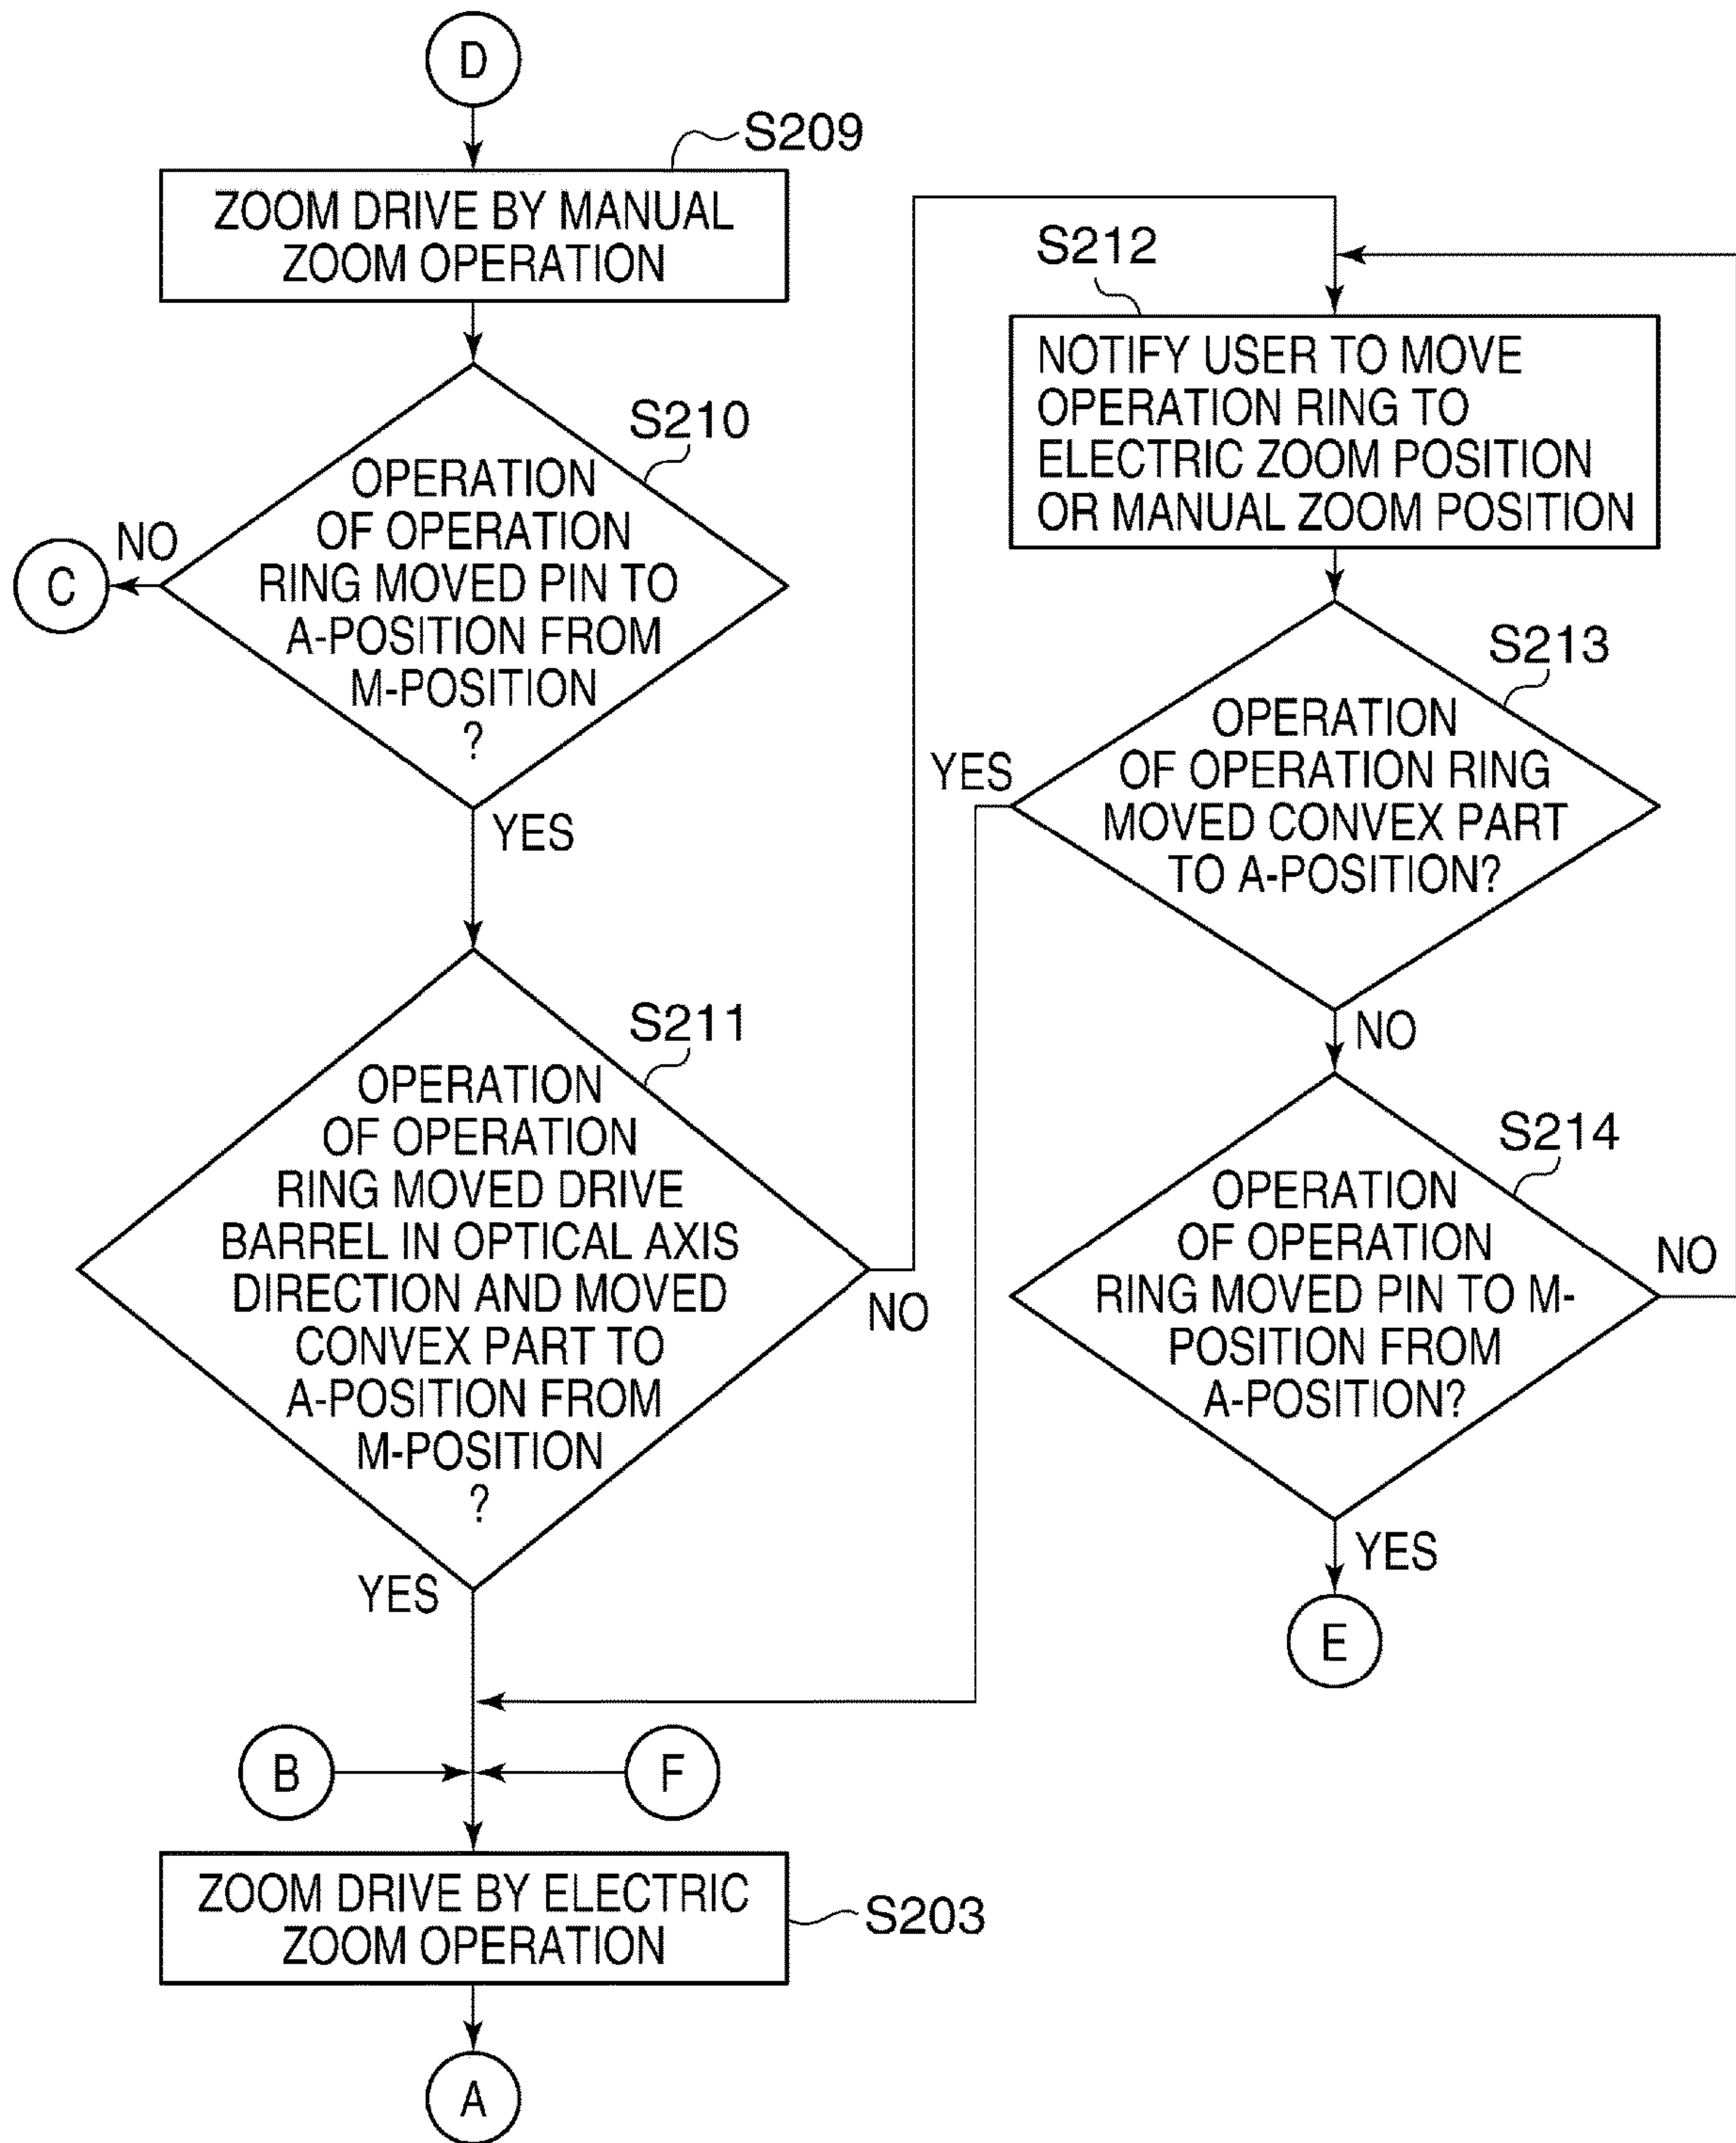 D
S209
ZOOM DRIVE BY MANUAL
ZOOM OPERATION
S210
OPERATION
OF OPERATION
RING MOVED PIN TO
A-POSITION FROM
M-POSITION
?
NO
C
YES
S211
OPERATION
OF OPERATION
RING MOVED DRIVE
BARREL IN OPTICAL AXIS
DIRECTION AND MOVED
CONVEX PART TO
A-POSITION FROM
M-POSITION
?
NO
YES
S212
NOTIFY USER TO MOVE
OPERATION RING TO
ELECTRIC ZOOM POSITION
OR MANUAL ZOOM POSITION
S213
OPERATION
OF OPERATION RING
MOVED CONVEX PART
TO A-POSITION?
YES
NO
S214
OPERATION
OF OPERATION
RING MOVED PIN TO M-
POSITION FROM
A-POSITION?
NO
YES
E
B
F
ZOOM DRIVE BY ELECTRIC
ZOOM OPERATION
S203
A